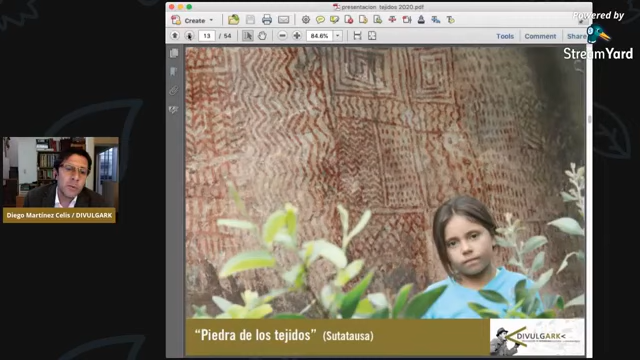 presentacion tejidos 2020.pdf
Create
13 / 54
84.6%
Tools
Comment
Share
Powered by
StreamYard
Diego Martínez Celis / DIVULGARK
"Piedra de los tejidos" (Sutatausa)
DIVULGARK